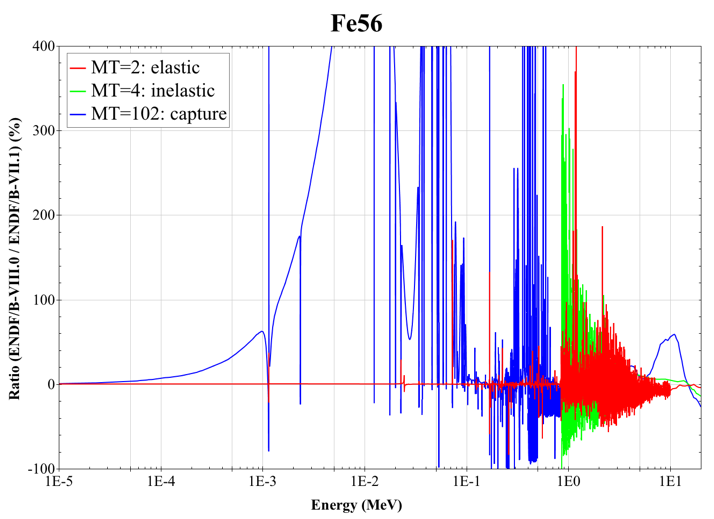 Fe56
400
300
200
100
0
-100
MT=2: elastic
MT=4: inelastic
MT=102: capture
Ratio (ENDF/B-VIII.0 / ENDF/B-VII.1) (%)
1E-5 1E-4 1E-3 1E-2 1E-1 1E0 1E1
Energy (MeV)